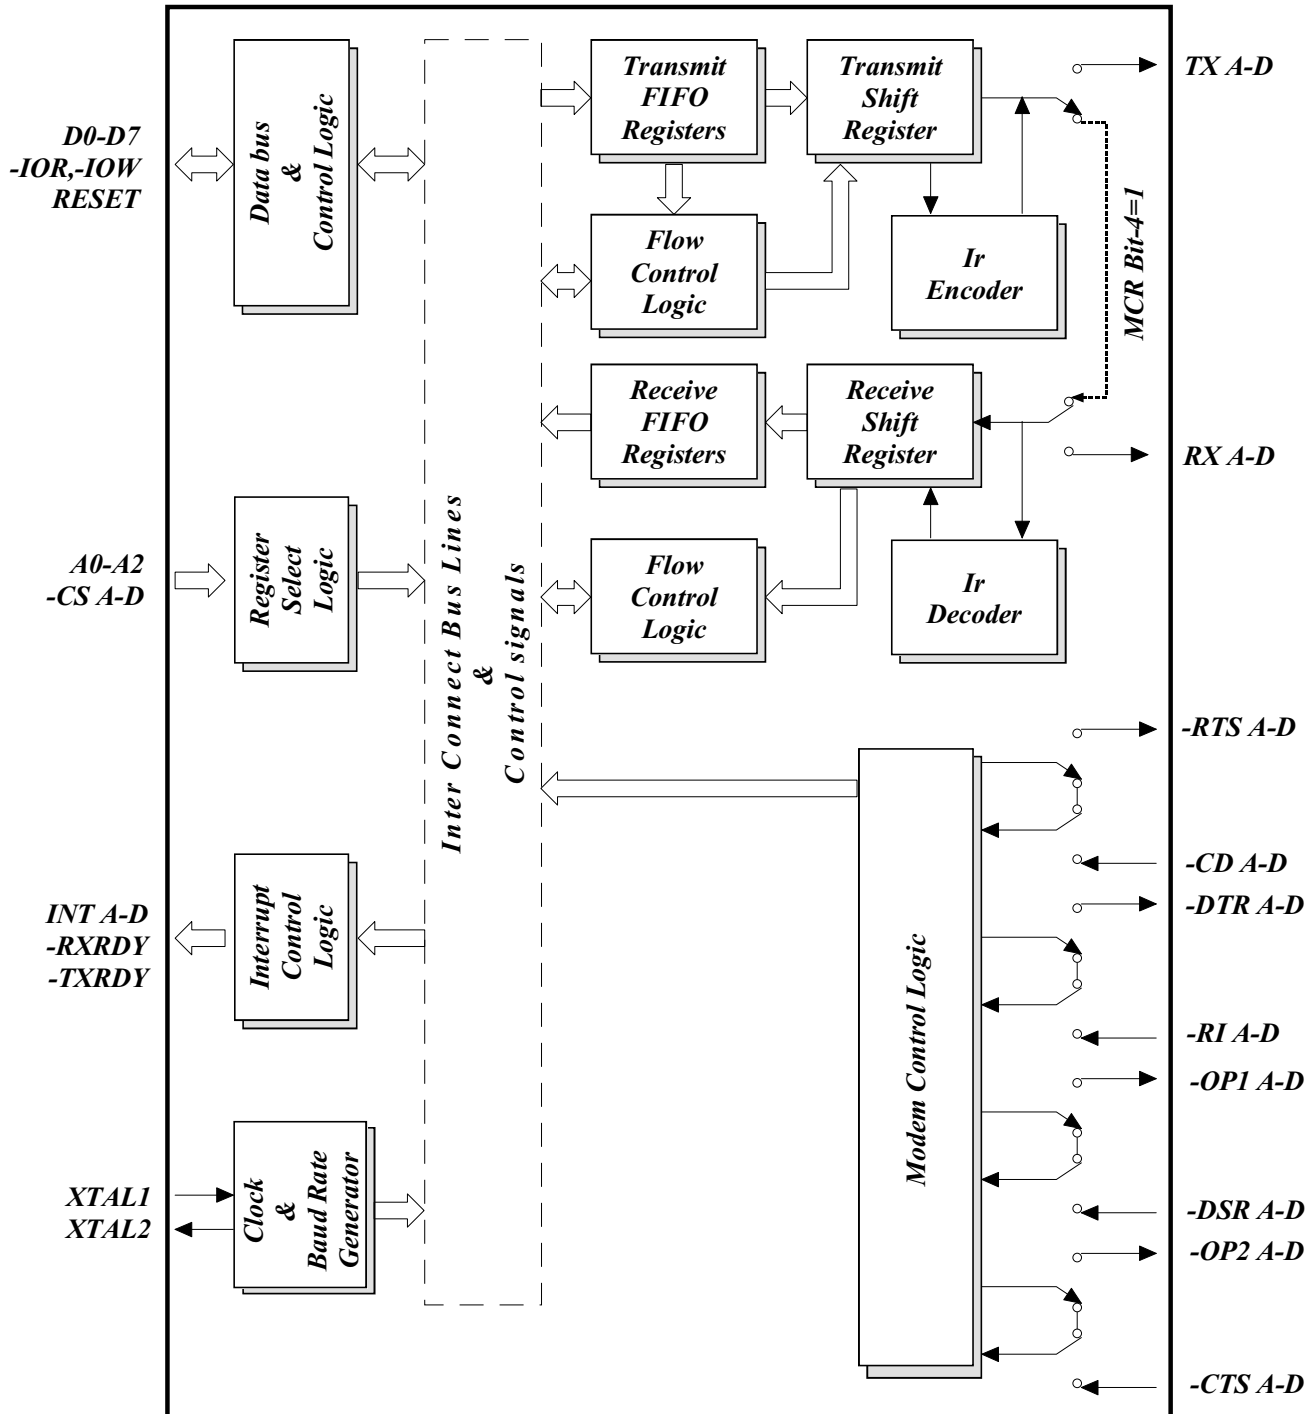 D0-D7
-IOR,-IOW
RESET
A0-A2
-CS A-D
INT A-D
-RXRDY
-TXRDY
XTAL1
XTAL2
Data bus
&
Control Logic
Register
Select
Logic
Interrupt
Control
Logic
Clock
&
Baud Rate
Generator
Inter Connect Bus Lines
&
Control signals
Transmit
FIFO
Registers
Transmit
Shift
Register
Flow
Control
Logic
Ir
Encoder
Receive
FIFO
Registers
Receive
Shift
Register
Flow
Control
Logic
Ir
Decoder
MCR Bit-4=1
Modem Control Logic
TX A-D
RX A-D
-RTS A-D
-CD A-D
-DTR A-D
-RI A-D
-OP1 A-D
-DSR A-D
-OP2 A-D
-CTS A-D